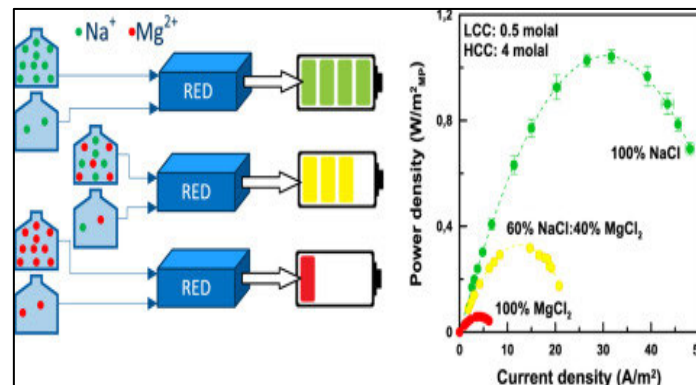 Na⁺ Mg²⁺
RED
RED
RED
LCC: 0.5 molal
HCC: 4 molal
100% NaCl
60% NaCl:40% MgCl₂
100% MgCl₂
Power density (W/m²MP)
1,2
0,8
0,4
0,0
0 10 20 30 40 5
Current density (A/m²)